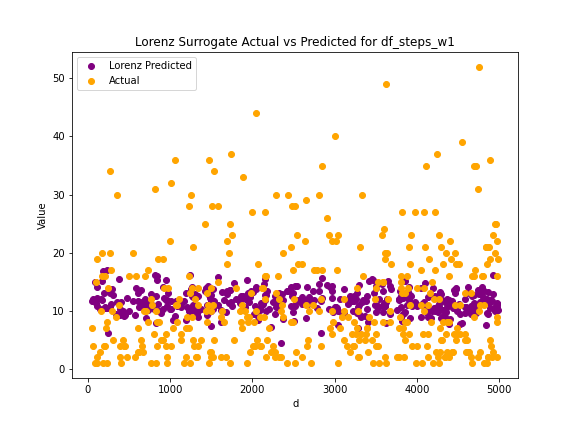 Lorenz Surrogate Actual vs Predicted for df_steps_w1
Lorenz Predicted
Actual
50
40
30
20
10
0
Value
0 1000 2000 3000 4000 5000
d